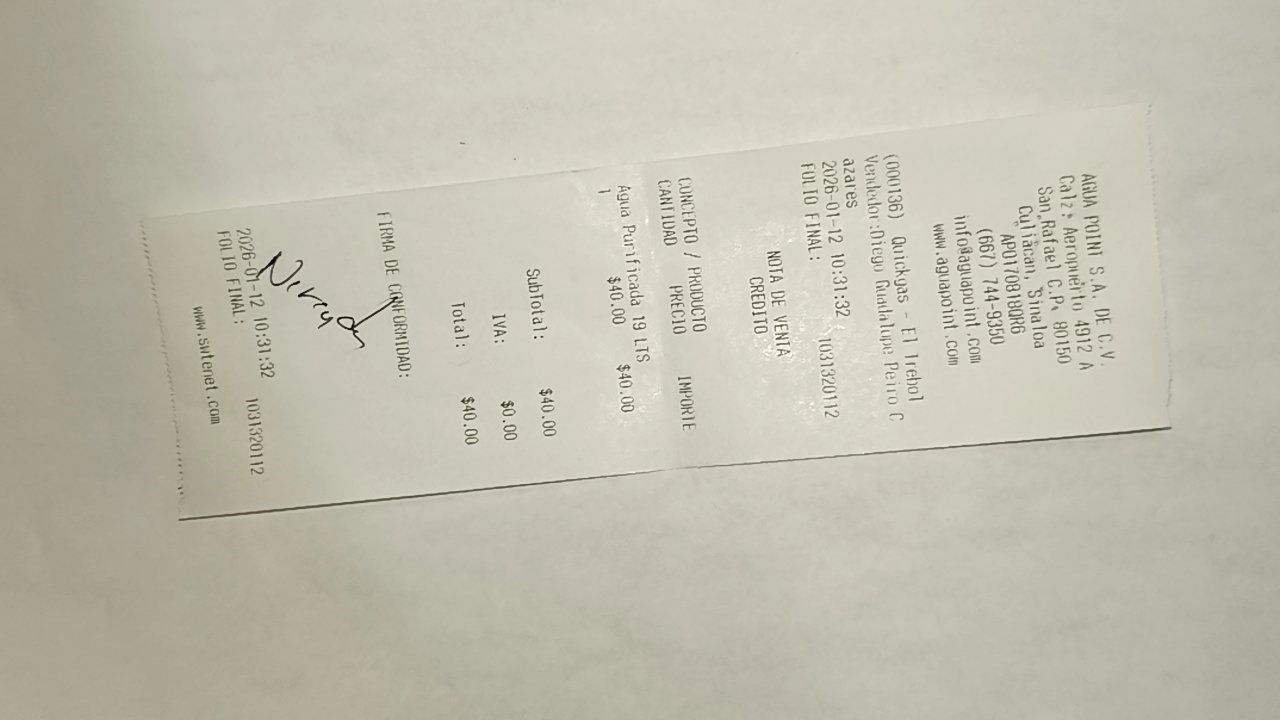 AGUA POINT S.A. DE C.V.
Calz. Aeropuerto 4912 A
San Rafael C.P. 80150
Culiacan, Sinaloa
APO170818QR6
(667) 744-9350
info@aguapoint.com
www.aguapoint.com
(000136) Quickgas - El Trebol
Vendedor:Diego Guadalupe Peiro C
azares
2026-01-12 10:31:32
FOLIO FINAL: 1031320112
NOTA DE VENTA
CREDITO
CONCEPTO / PRODUCTO
CANTIDAD PRECIO IMPORTE
Agua Purificada 19 LTS
1 $40.00 $40.00
SubTotal: $40.00
IVA: $0.00
Total: $40.00
FIRMA DE CONFORMIDAD:
2026-01-12 10:31:32
FOLIO FINAL: 1031320112
www.swtenet.com